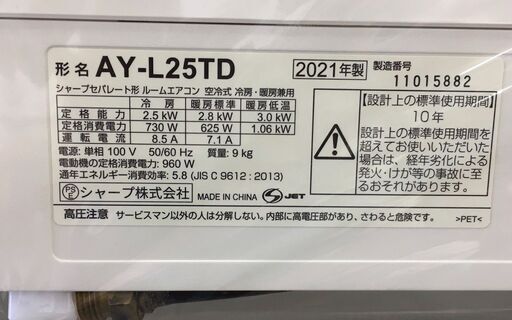 形名 AY-L25TD 2021年製 製造番号 11015882
シャープセパレート形 ルームエアコン 空冷式 冷房・暖房兼用
冷房 暖房標準 暖房低温
定格能力 2.5 kW 2.8 kW 3.0 kW
定格消費電力 730 W 625 W 1.06 kW
運転電流 8.5 A 7.1 A
電源: 単相 100 V 50/60 Hz 質量: 9 kg
電動機の定格消費電力: 960 W
通年エネルギー消費効率: 5.8 (JIS C 9612 : 2013)
PSE シャープ株式会社 MADE IN CHINA JET
【設計上の標準使用期間】
10 年
設計上の標準使用期間を
超えてお使いいただいた
場合は、経年劣化による
発火・けが等の事故に至
るおそれがあります。
高圧注意 サービスマン以外の人は分解しない。内部に高電圧部があり、さわると危険です。 >PET<